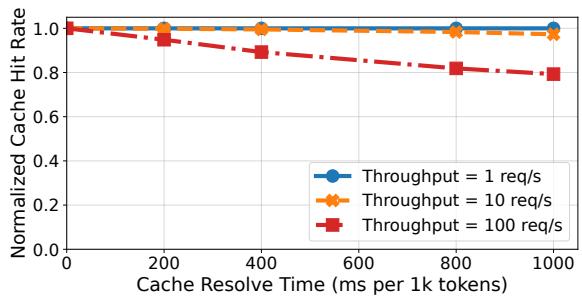 Normalized Cache Hit Rate
1.0
0.8
0.6
0.4
0.2
0.0
Throughput = 1 req/s
Throughput = 10 req/s
Throughput = 100 req/s
0 200 400 600 800 1000
Cache Resolve Time (ms per 1k tokens)